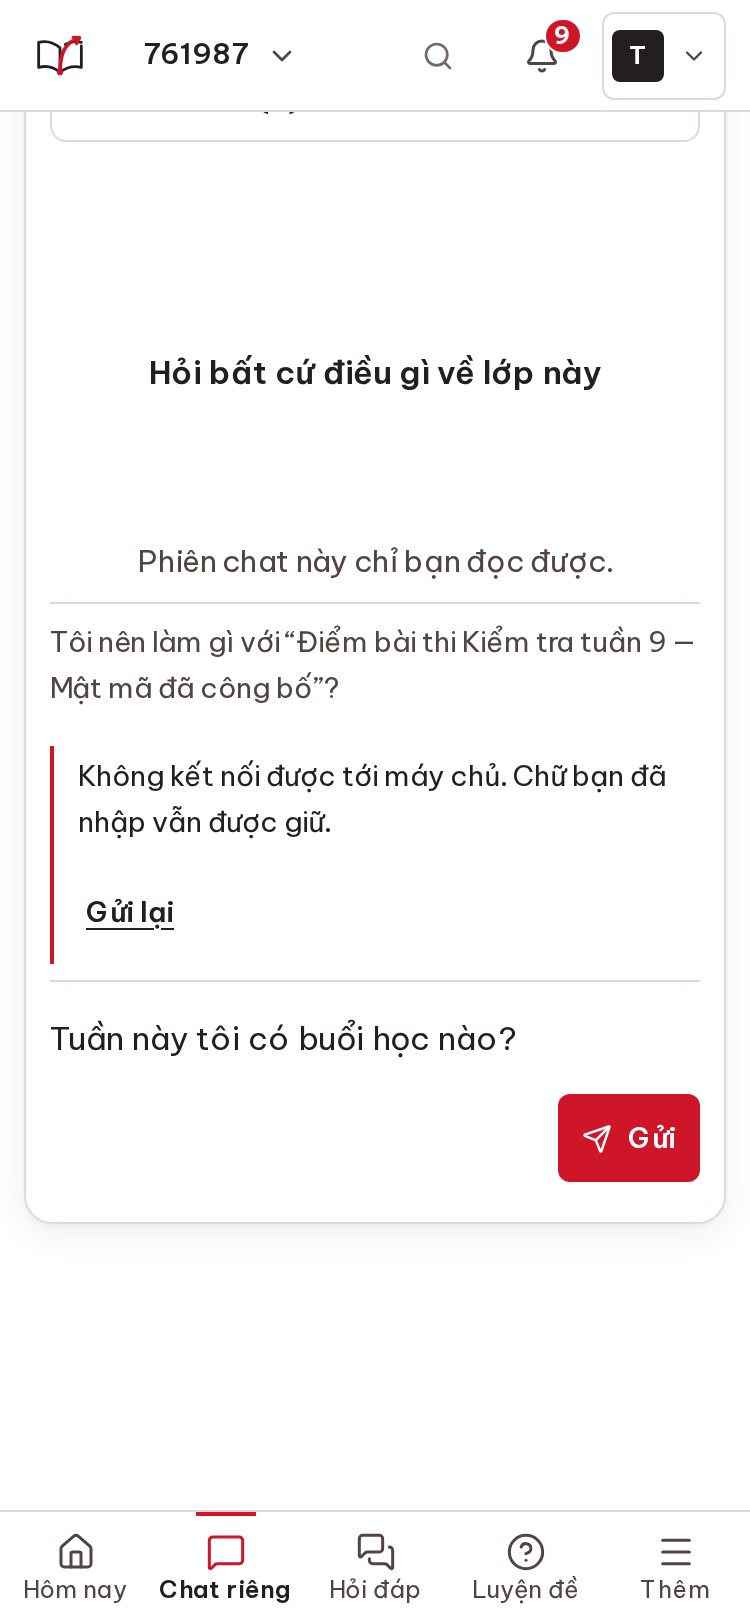 761987
9
T
Hỏi bất cứ điều gì về lớp này
Phiên chat này chỉ bạn đọc được.
Tôi nên làm gì với “Điểm bài thi Kiểm tra tuần 9 —
Mật mã đã công bố”?
Không kết nối được tới máy chủ. Chữ bạn đã
nhập vẫn được giữ.
Gửi lại
Tuần này tôi có buổi học nào?
Gửi
Hôm nay
Chat riêng
Hỏi đáp
Luyện đề
Thêm